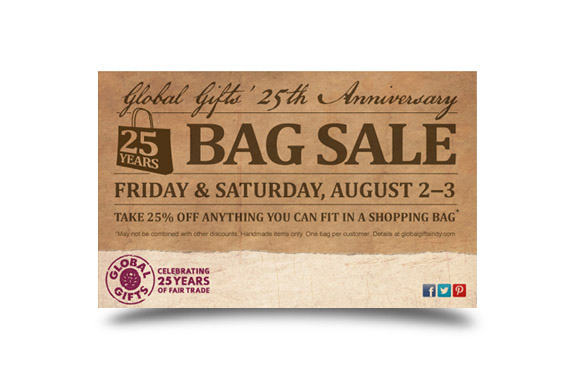 Global Gifts' 25th Anniversary
25 YEARS
BAG SALE
FRIDAY & SATURDAY, AUGUST 2–3
TAKE 25% OFF ANYTHING YOU CAN FIT IN A SHOPPING BAG*
*May not be combined with other discounts. Handmade items only. One bag per customer. Details at globalgiftsindy.com
GLOBAL GIFTS
CELEBRATING
25 YEARS
OF FAIR TRADE